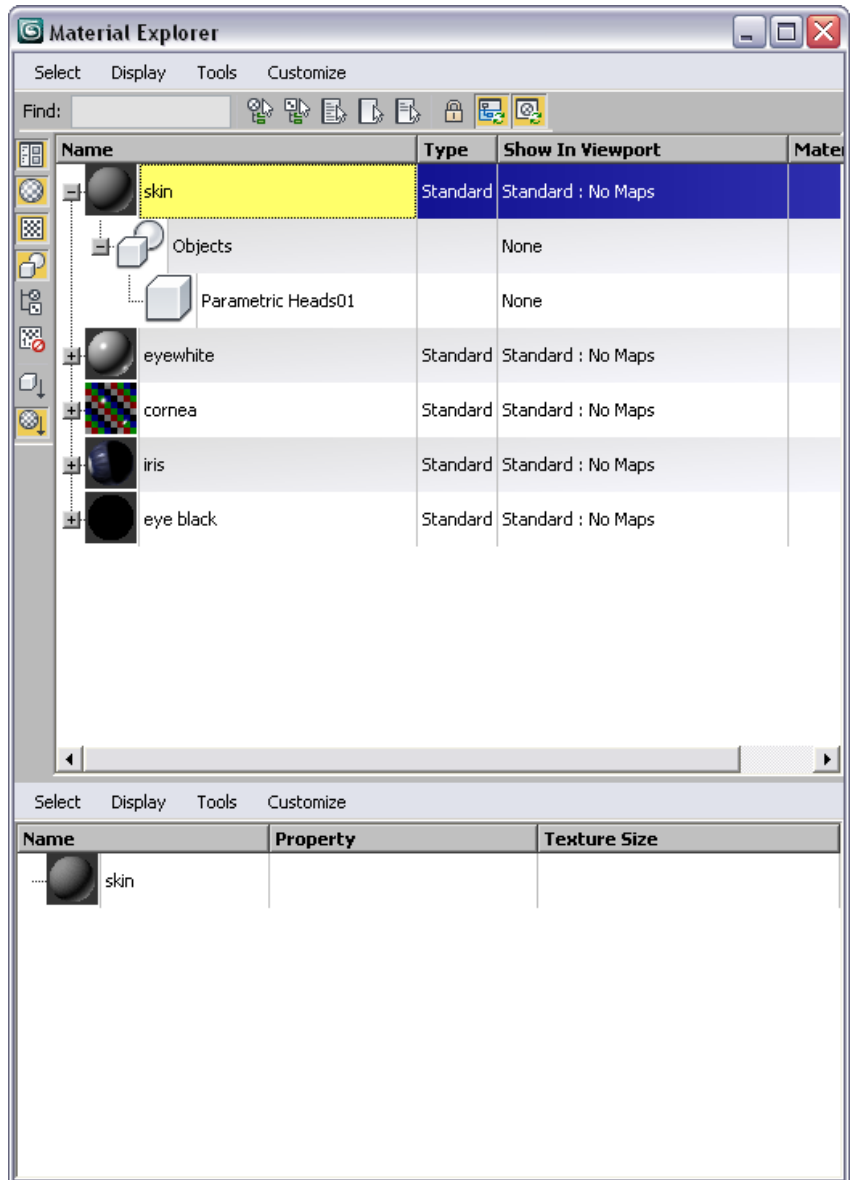 Material Explorer
Select Display Tools Customize
Find:
Name Type Show In Viewport Mater
skin Standard Standard : No Maps
Objects None
Parametric Heads01 None
eyewhite Standard Standard : No Maps
cornea Standard Standard : No Maps
iris Standard Standard : No Maps
eye black Standard Standard : No Maps
Select Display Tools Customize
Name Property Texture Size
skin